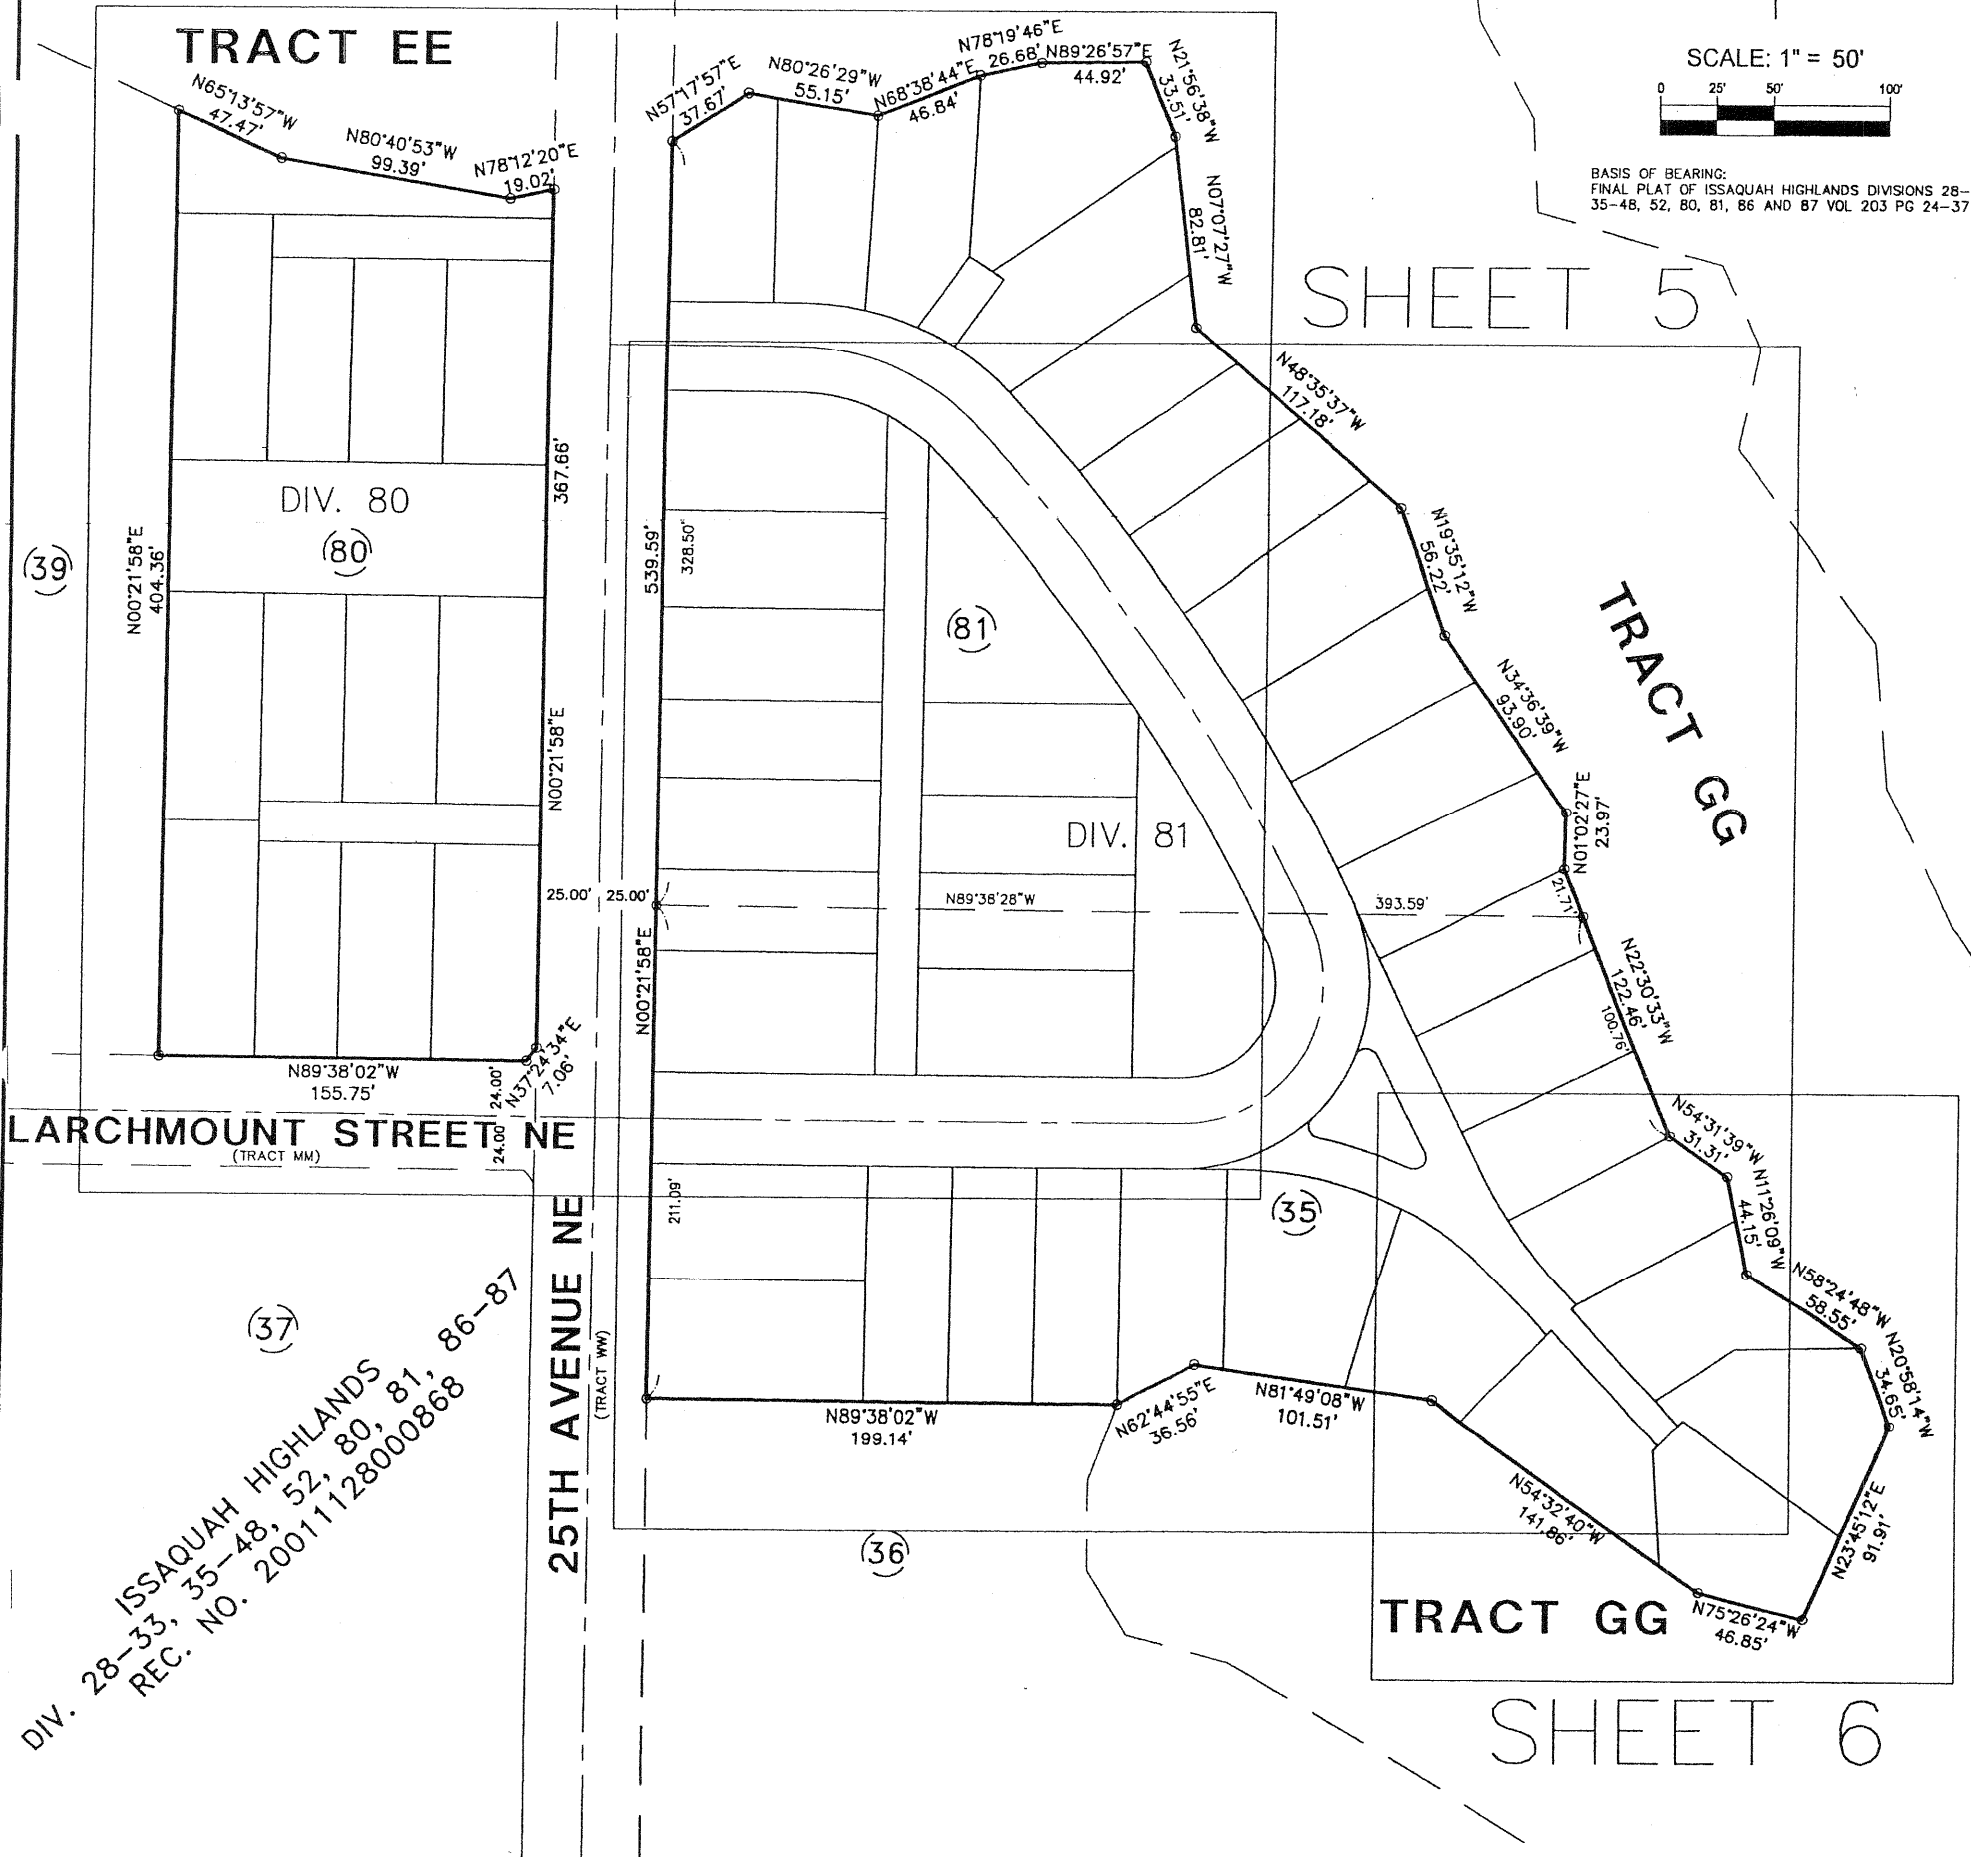 TRACT EE
N65°13'57"W
47.47'
N80°40'53"W
99.39'
N78°12'20"E
19.02'
N57°17'57"E
37.67'
N80°26'29"W
55.15'
N68°38'44"E
46.84'
N78°19'46"E
26.68'
N89°26'57"E
44.92'
N21°56'38"W
33.51'
N07°07'27"W
82.81'
SCALE: 1" = 50'
0 25' 50' 100'
BASIS OF BEARING:
FINAL PLAT OF ISSAQUAH HIGHLANDS DIVISIONS 28-
35-48, 52, 80, 81, 86 AND 87 VOL 203 PG 24-37
SHEET 5
N48°35'37"W
117.18'
N19°35'12"W
56.22'
N34°36'39"W
93.90'
N01°02'27"E
23.97'
TRACT GG
DIV. 80
(80)
(39)
N00°21'58"E
404.36'
367.66'
N00°21'58"E
539.59'
328.50'
(81)
DIV. 81
25.00' 25.00'
N89°38'28"W
393.59'
21.71'
N00°21'58"E
N22°30'33"W
122.46'
100.76'
N89°38'02"W
155.75'
N37°24'34"E
7.06'
24.00'
24.00'
LARCHMOUNT STREET NE
(TRACT MM)
211.09'
(35)
N54°31'39"W
31.31'
N11°26'09"W
44.15'
N58°24'48"W
58.55'
N20°58'14"W
34.65'
(37)
25TH AVENUE NE
(TRACT WW)
N89°38'02"W
199.14'
N62°44'55"E
36.56'
N81°49'08"W
101.51'
N54°32'40"W
141.86'
N23°45'12"E
91.91'
ISSAQUAH HIGHLANDS
DIV. 28-33, 35-48, 52, 80, 81, 86-87
REC. NO. 20011128000868
(36)
TRACT GG
N75°26'24"W
46.85'
SHEET 6